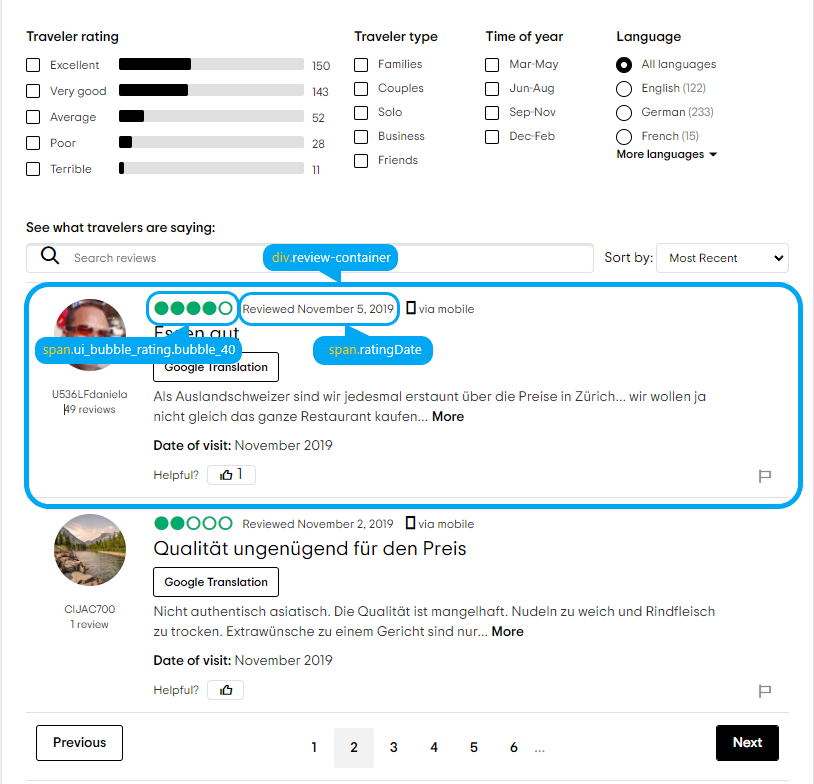 Traveler rating
Excellent 150
Very good 143
Average 52
Poor 28
Terrible 11
Traveler type
Families
Couples
Solo
Business
Friends
Time of year
Mar-May
Jun-Aug
Sep-Nov
Dec-Feb
Language
All languages
English (122)
German (233)
French (15)
More languages
See what travelers are saying:
Search reviews
div.review-container
Sort by: Most Recent
Reviewed November 5, 2019 via mobile
Essen gut
span.ui_bubble_rating.bubble_40
span.ratingDate
Google Translation
U536LFdaniela
49 reviews
Als Auslandschweizer sind wir jedesmal erstaunt über die Preise in Zürich... wir wollen ja
nicht gleich das ganze Restaurant kaufen... More
Date of visit: November 2019
Helpful? 1
Reviewed November 2, 2019 via mobile
Qualität ungenügend für den Preis
Google Translation
CIJAC700
1 review
Nicht authentisch asiatisch. Die Qualität ist mangelhaft. Nudeln zu weich und Rindfleisch
zu trocken. Extrawünsche zu einem Gericht sind nur... More
Date of visit: November 2019
Helpful?
Previous 1 2 3 4 5 6 ... Next